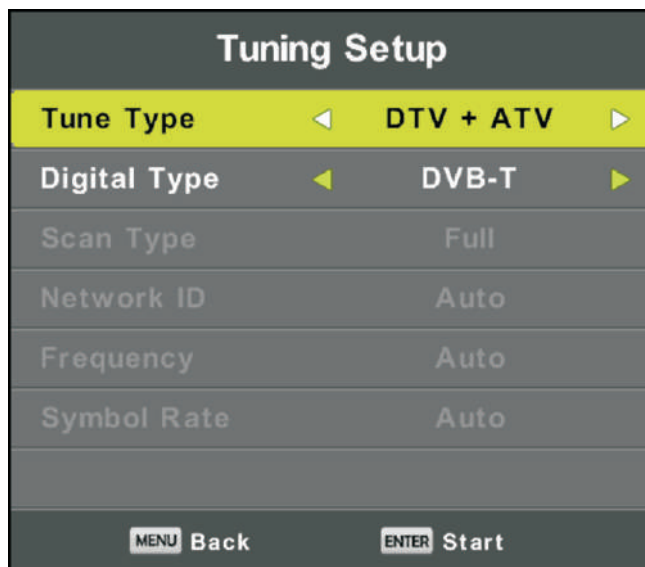 Tuning Setup
Tune Type DTV + ATV
Digital Type DVB-T
Scan Type Full
Network ID Auto
Frequency Auto
Symbol Rate Auto
MENU Back ENTER Start